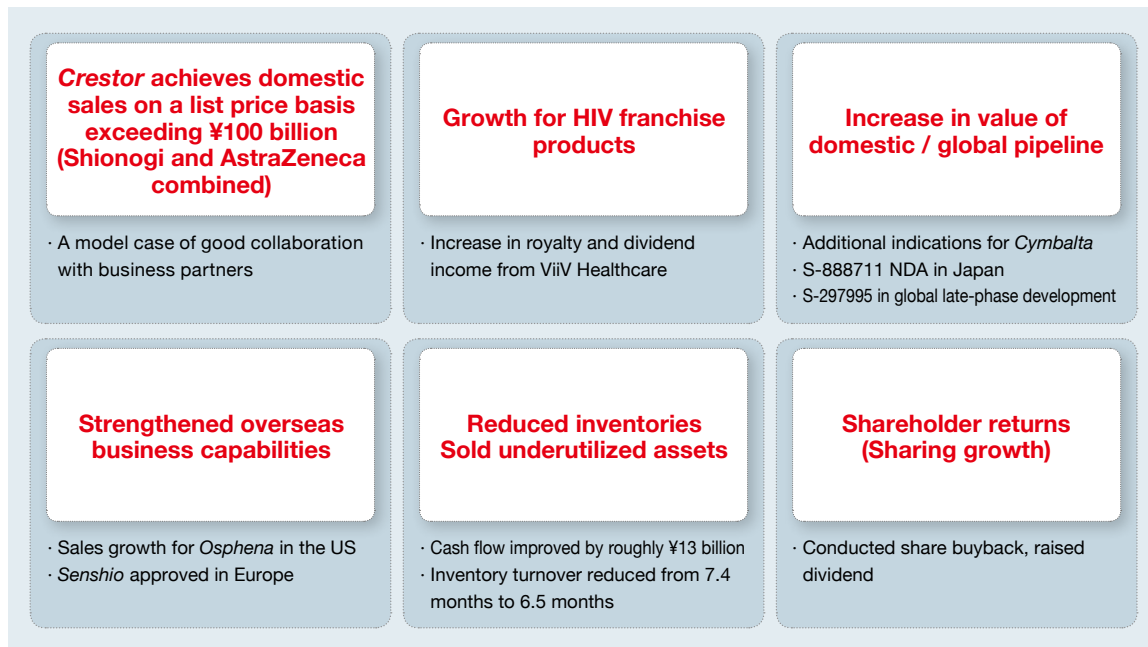 Crestor achieves domestic
sales on a list price basis
exceeding ¥100 billion
(Shionogi and AstraZeneca
combined)
· A model case of good collaboration
with business partners
Growth for HIV franchise
products
· Increase in royalty and dividend
income from ViiV Healthcare
Increase in value of
domestic / global pipeline
· Additional indications for Cymbalta
· S-888711 NDA in Japan
· S-297995 in global late-phase development
Strengthened overseas
business capabilities
· Sales growth for Osphena in the US
· Senshio approved in Europe
Reduced inventories
Sold underutilized assets
· Cash flow improved by roughly ¥13 billion
· Inventory turnover reduced from 7.4
months to 6.5 months
Shareholder returns
(Sharing growth)
· Conducted share buyback, raised
dividend